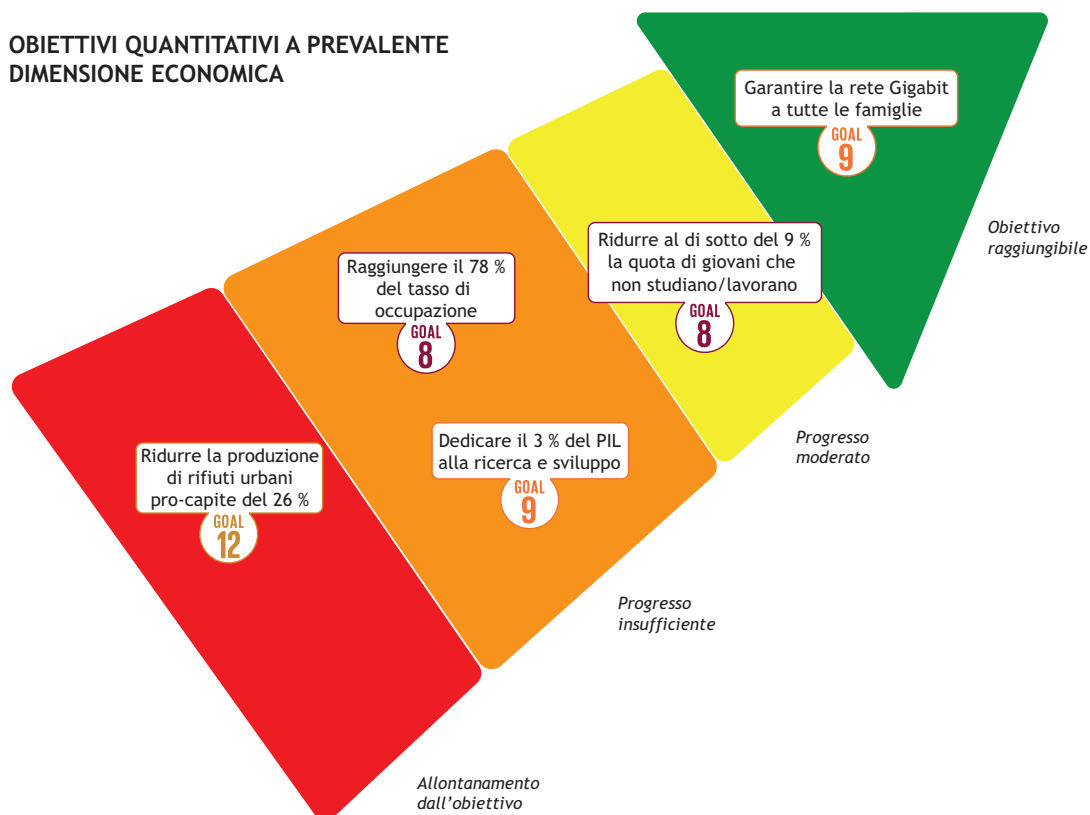 OBIETTIVI QUANTITATIVI A PREVALENTE
DIMENSIONE ECONOMICA
Garantire la rete Gigabit
a tutte le famiglie
GOAL
9
Obiettivo
raggiungibile
Ridurre al di sotto del 9 %
la quota di giovani che
non studiano/lavorano
GOAL
8
Progresso
moderato
Raggiungere il 78 %
del tasso di
occupazione
GOAL
8
Dedicare il 3 % del PIL
alla ricerca e sviluppo
GOAL
9
Progresso
insufficiente
Ridurre la produzione
di rifiuti urbani
pro-capite del 26 %
GOAL
12
Allontanamento
dall'obiettivo